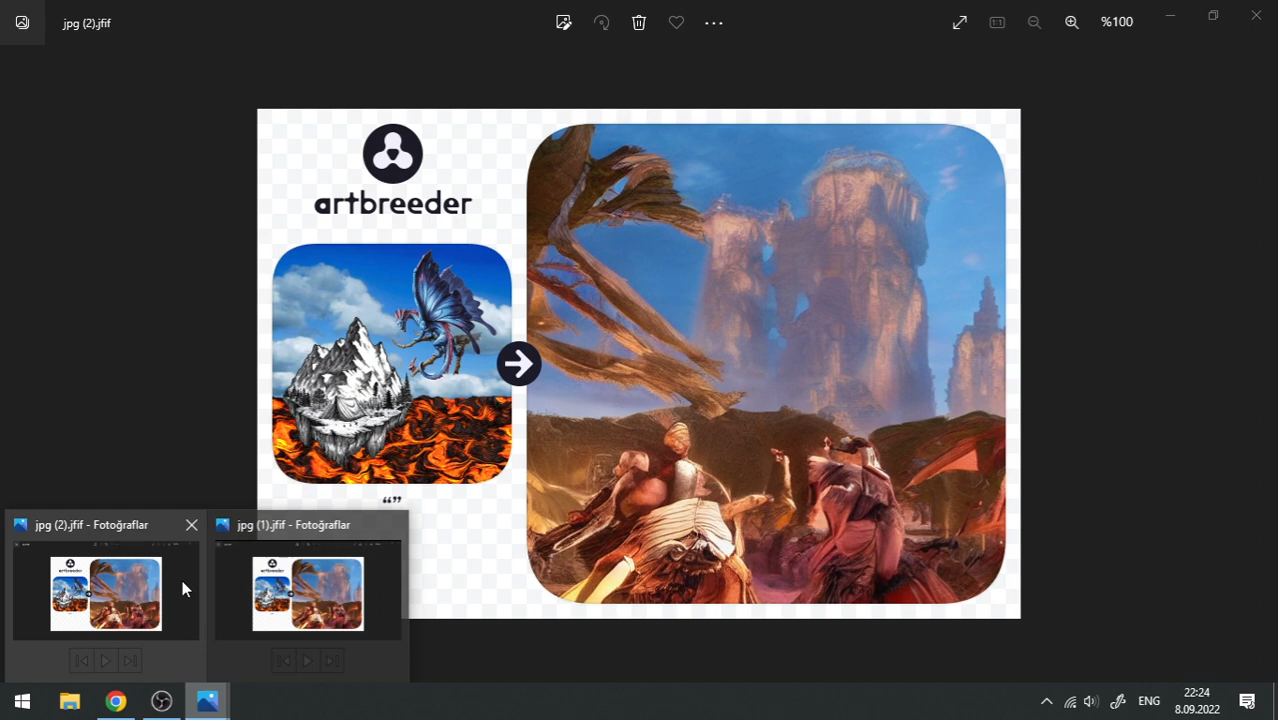 jpg (2).jfif
%100
artbreeder
“”
jpg (2).jfif - Fotoğraflar
jpg (1).jfif - Fotoğraflar
ENG
22:24
8.09.2022